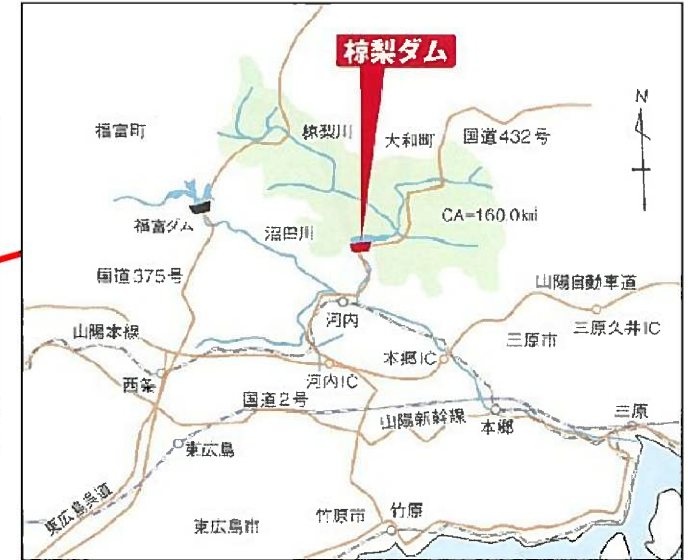 椋梨ダム
N
福富町
椋梨川
大和町
国道432号
CA=160.0km²
福富ダム
沼田川
国道375号
山陽自動車道
河内
山陽本線
三原市
三原久井IC
本郷IC
西条
河内IC
国道2号
山陽新幹線
本郷
三原
東広島
東広島呉道
東広島市
竹原市
竹原